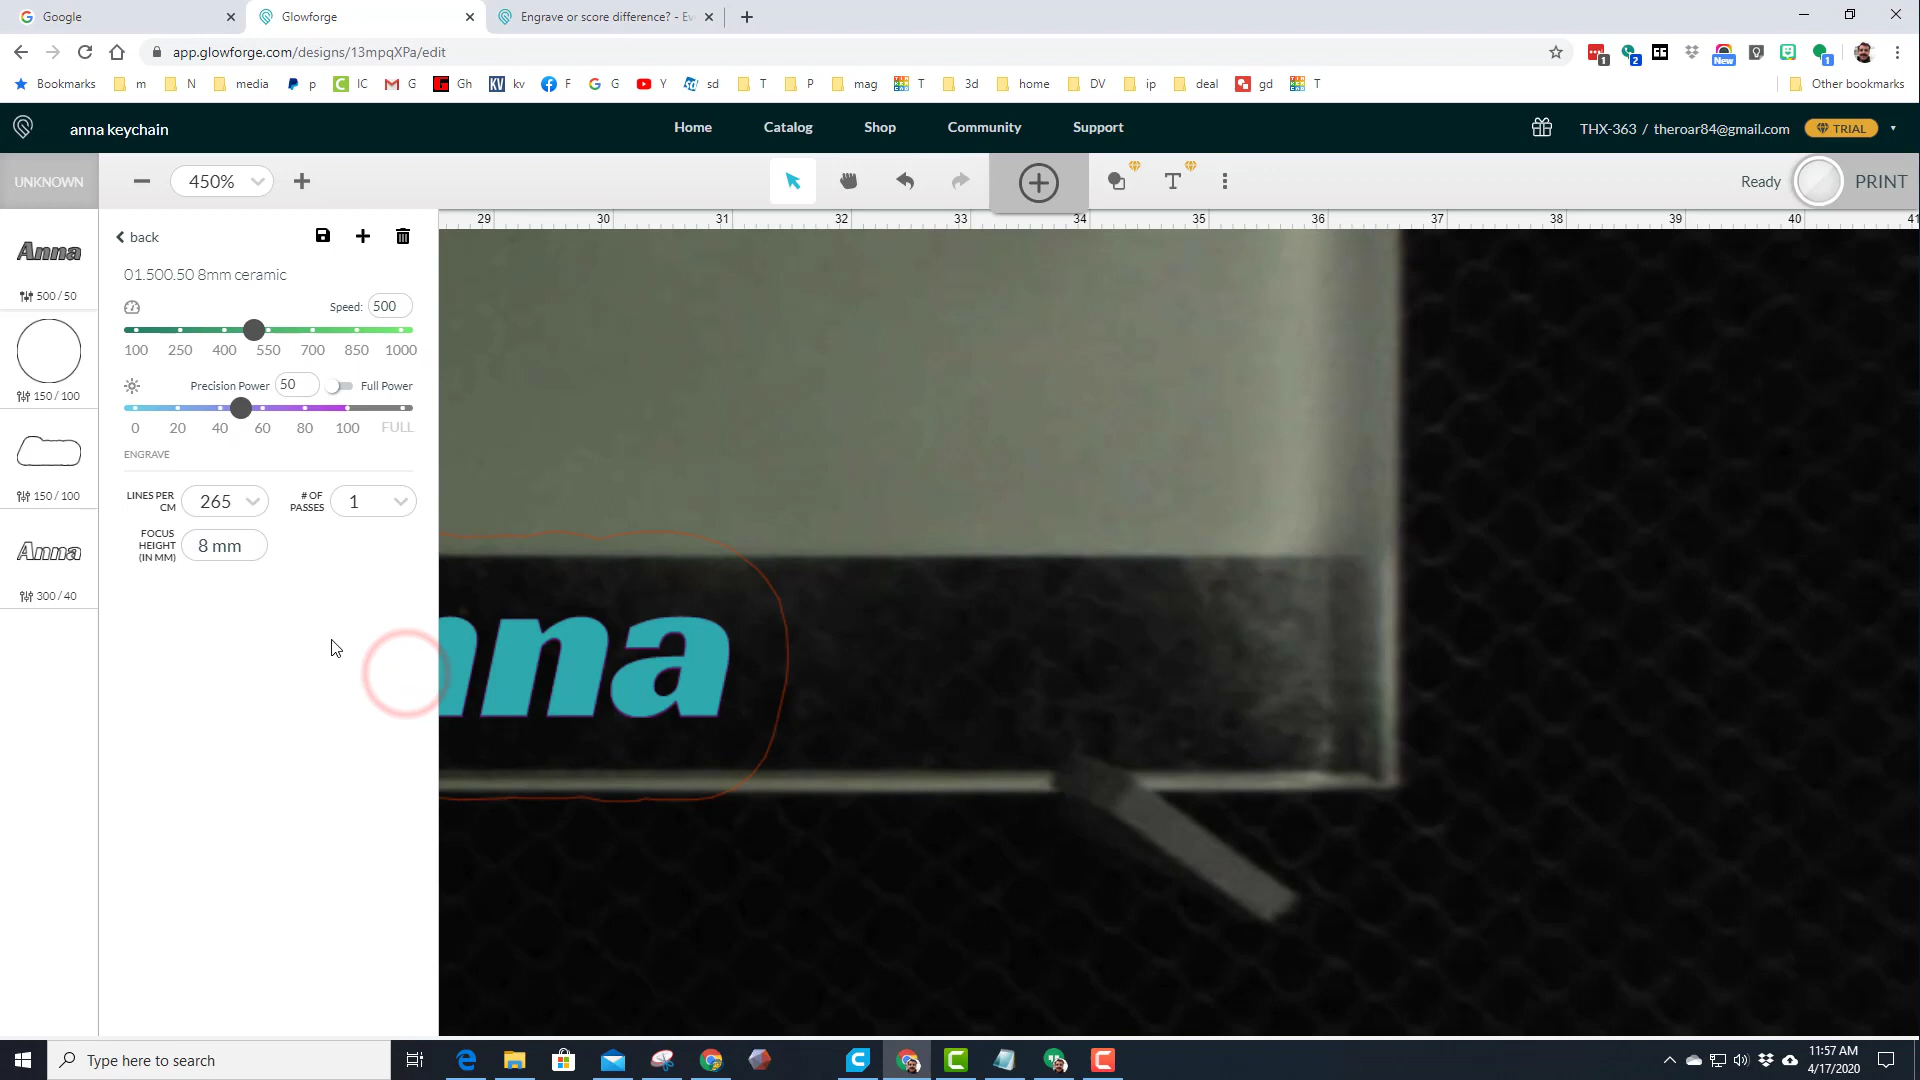 Google
Glowforge
Engrave or score difference? - Ev
app.glowforge.com/designs/13mpqXPa/edit
1
2
New
1
Bookmarks m N media p IC G Gh kv F G Y sd T P mag T 3d home DV ip deal gd T Other bookmarks
anna keychain
Home Catalog Shop Community Support
THX-363 / theroar84@gmail.com TRIAL
UNKNOWN
450%
T
Ready PRINT
29 30 31 32 33 34 35 36 37 38 39 40 41
Anna
500 / 50
150 / 100
150 / 100
Anna
300 / 40
back
01.500.50 8mm ceramic
Speed: 500
100 250 400 550 700 850 1000
Precision Power 50 Full Power
0 20 40 60 80 100 FULL
ENGRAVE
LINES PER CM 265 # OF PASSES 1
FOCUS HEIGHT (IN MM) 8 mm
nna
Type here to search
11:57 AM
4/17/2020